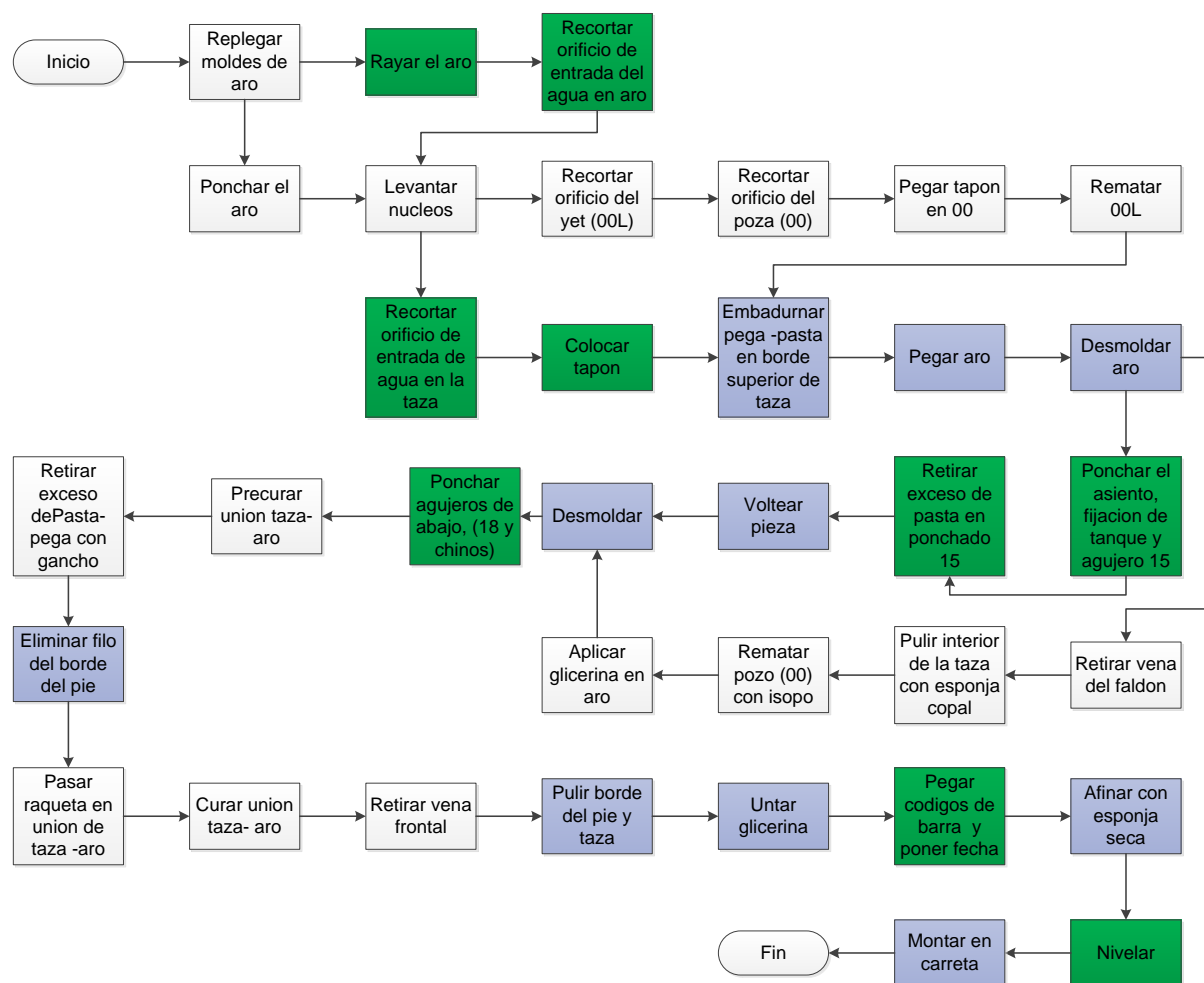 Inicio
Replegar
moldes de
aro
Rayar el aro
Recortar
orificio de
entrada del
agua en aro
Ponchar el
aro
Levantar
nucleos
Recortar
orificio del
yet (00L)
Recortar
orificio del
poza (00)
Pegar tapon
en 00
Rematar
00L
Recortar
orificio de
entrada de
agua en la
taza
Colocar
tapon
Embadurnar
pega -pasta
en borde
superior de
taza
Pegar aro
Desmoldar
aro
Retirar
exceso
dePasta-
pega con
gancho
Precurar
union taza-
aro
Ponchar
agujeros de
abajo, (18 y
chinos)
Desmoldar
Voltear
pieza
Retirar
exceso de
pasta en
ponchado
15
Ponchar el
asiento,
fijacion de
tanque y
agujero 15
Eliminar filo
del borde
del pie
Aplicar
glicerina en
aro
Rematar
pozo (00)
con isopo
Pulir interior
de la taza
con esponja
copal
Retirar vena
del faldon
Pasar
raqueta en
union de
taza -aro
Curar union
taza- aro
Retirar vena
frontal
Pulir borde
del pie y
taza
Untar
glicerina
Pegar
codigos de
barra  y
poner fecha
Afinar con
esponja
seca
Fin
Montar en
carreta
Nivelar